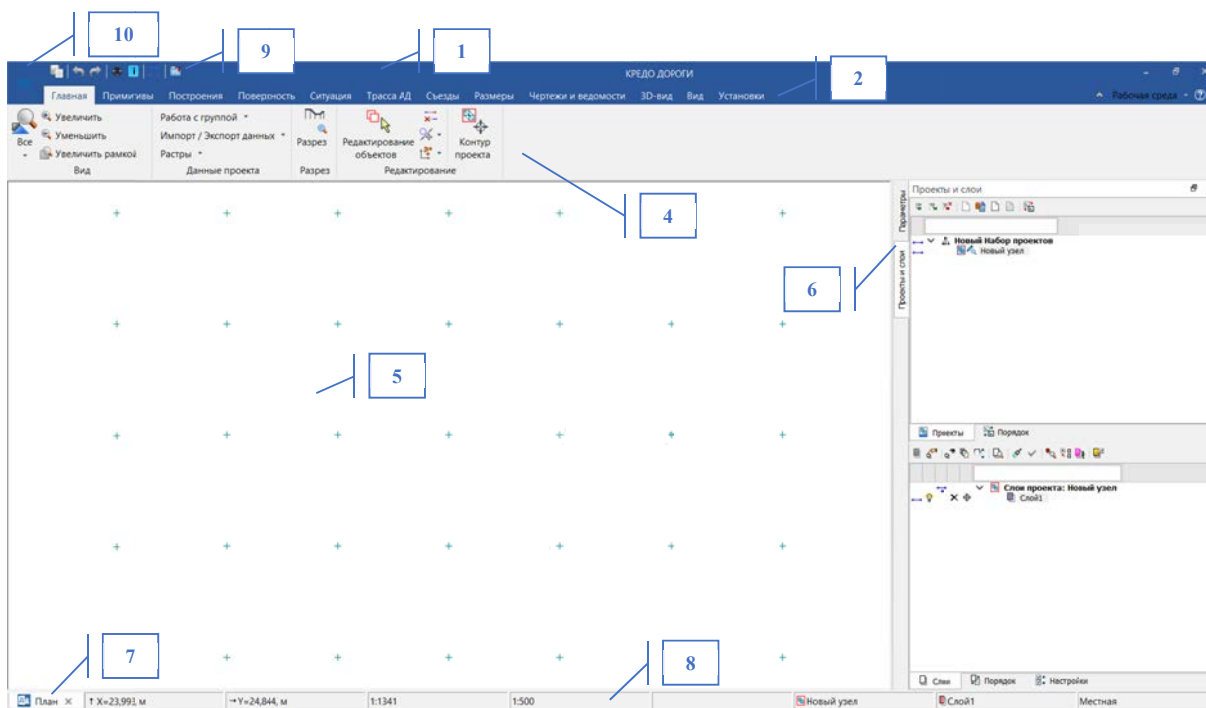 10
9
1
2
КРЕДО ДОРОГИ
Главная Примитивы Построения Поверхность Ситуация Трасса АД Съезды Размеры Чертежи и ведомости 3D-вид Вид Установки Рабочая среда
Все
Увеличить
Уменьшить
Увеличить рамкой
Вид
Работа с группой
Импорт / Экспорт данных
Растры
Данные проекта
Разрез
Разрез
Редактирование объектов
Контур проекта
Редактирование
4
6
5
7
8
Параметры
Проекты и слои
Проекты и слои
Новый Набор проектов
Новый узел
Проекты Порядок
Слои проекта: Новый узел
Слой1
Слои Порядок Настройки
План X=23,991 м Y=24,844, м 1:1341 1:500 Новый узел Слой1 Местная